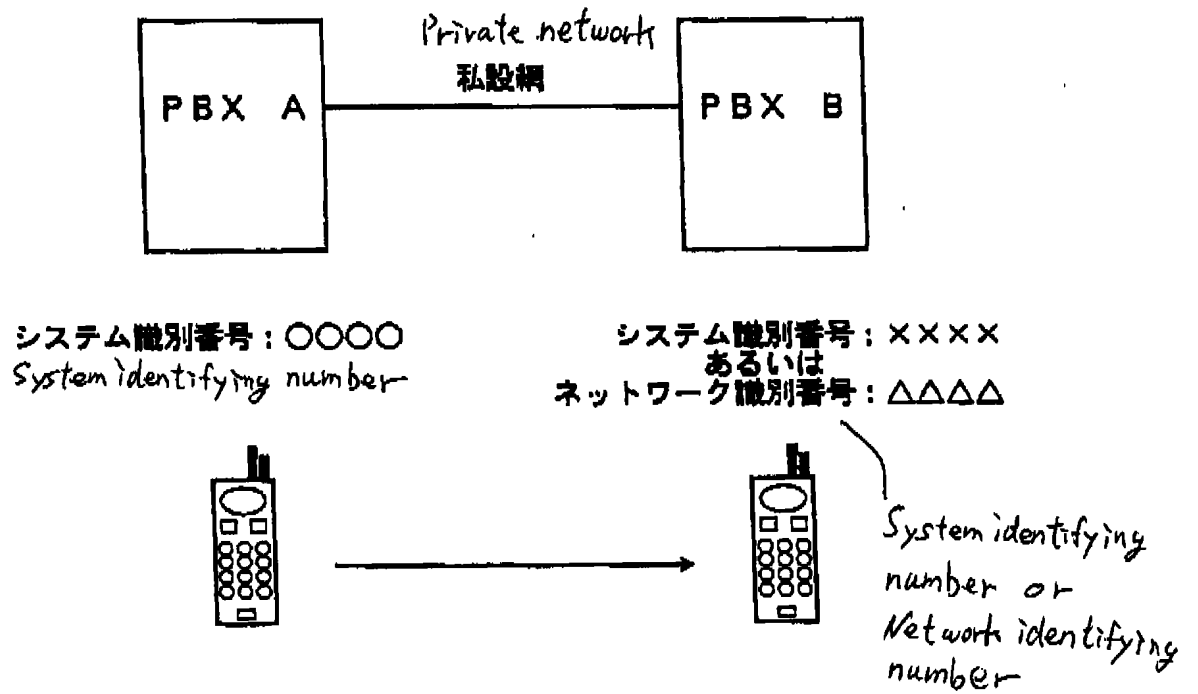 Private network
私設網
PBX A
PBX B
システム識別番号：○○○○
System identifying number
システム識別番号：××××
あるいは
ネットワーク識別番号：△△△△
System identifying
number or
Network identifying
number